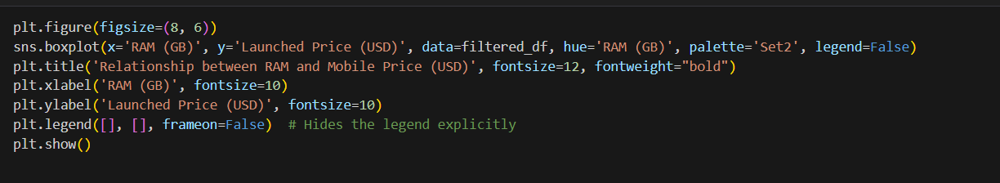 plt.figure(figsize=(8, 6))
sns.boxplot(x='RAM (GB)', y='Launched Price (USD)', data=filtered_df, hue='RAM (GB)', palette='Set2', legend=False)
plt.title('Relationship between RAM and Mobile Price (USD)', fontsize=12, fontweight="bold")
plt.xlabel('RAM (GB)', fontsize=10)
plt.ylabel('Launched Price (USD)', fontsize=10)
plt.legend([], [], frameon=False)  # Hides the legend explicitly
plt.show()